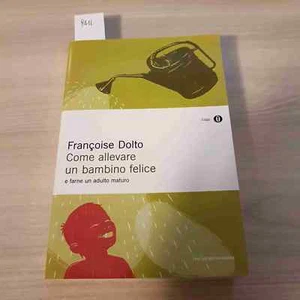 Françoise Dolto
Come allevare
un bambino felice
e farne un adulto maturo